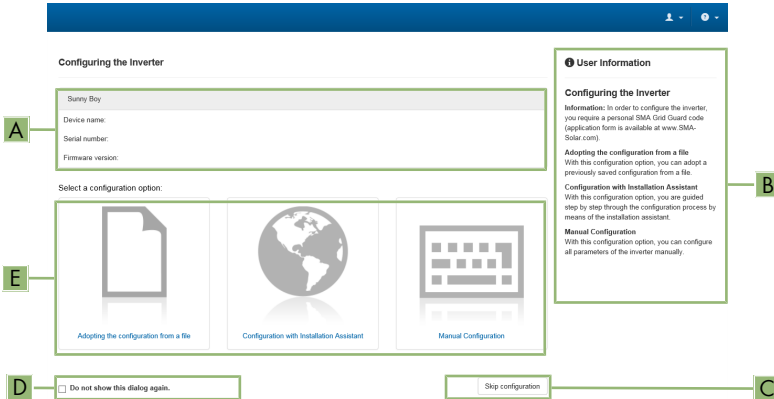 Configuring the Inverter
Sunny Boy
Device name:
Serial number:
Firmware version:
A
Select a configuration option:
E
Adopting the configuration from a file
Configuration with Installation Assistant
Manual Configuration
D
Do not show this dialog again.
Skip configuration
C
User Information
Configuring the Inverter
Information: In order to configure the inverter,
you require a personal SMA Grid Guard code
(application form is available at www.SMA-
Solar.com).
Adopting the configuration from a file
With this configuration option, you can adopt a
previously saved configuration from a file.
Configuration with Installation Assistant
With this configuration option, you are guided
step by step through the configuration process by
means of the installation assistant.
Manual Configuration
With this configuration option, you can configure
all parameters of the inverter manually.
B